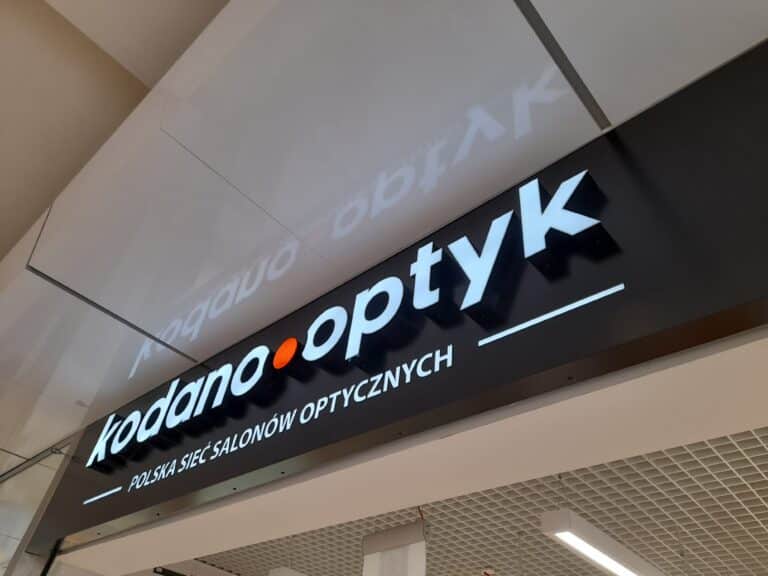 kodano•optyk
POLSKA SIEĆ SALONÓW OPTYCZNYCH